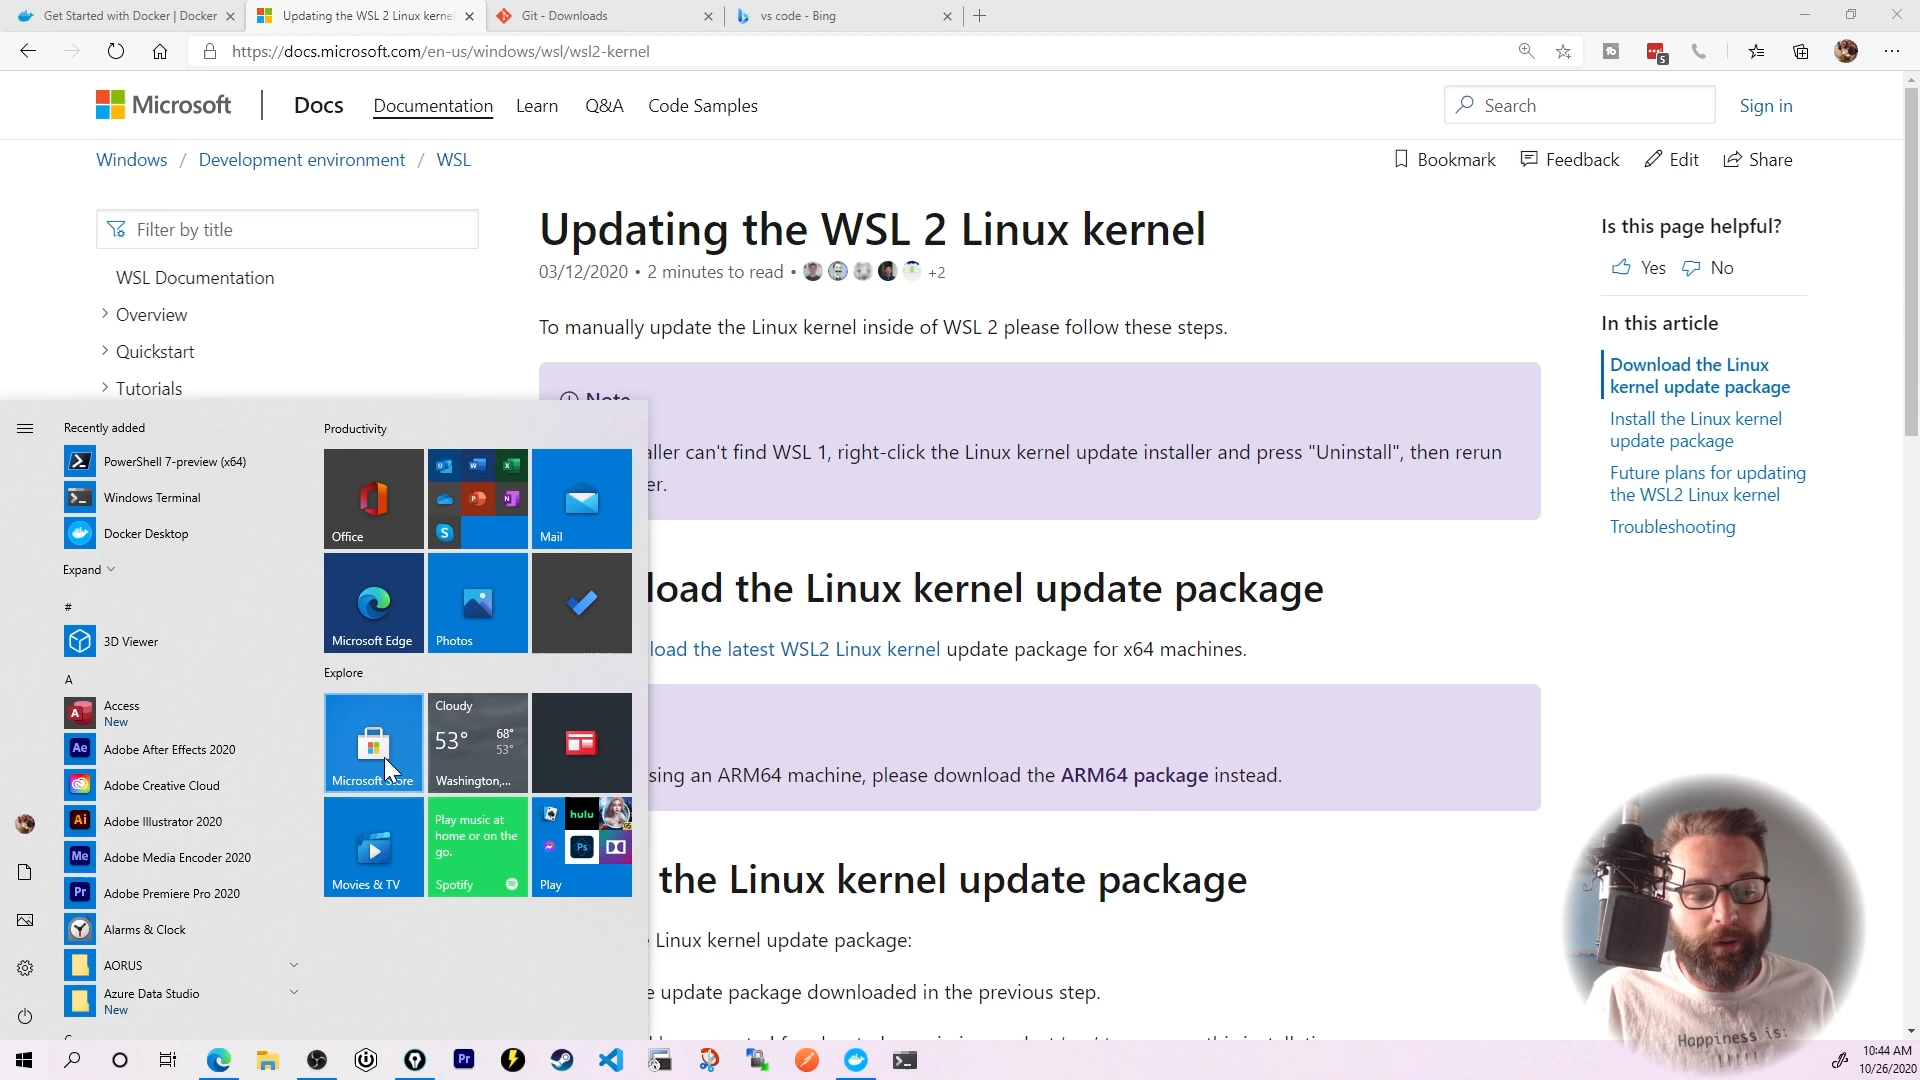 Get Started with Docker | Docker
Updating the WSL 2 Linux kerne
Git - Downloads
vs code - Bing
https://docs.microsoft.com/en-us/windows/wsl/wsl2-kernel
5
Microsoft
Docs
Documentation
Learn
Q&A
Code Samples
Search
Sign in
Windows / Development environment / WSL
Bookmark
Feedback
Edit
Share
Filter by title
WSL Documentation
Overview
Quickstart
Tutorials
Updating the WSL 2 Linux kernel
03/12/2020 • 2 minutes to read • +2
To manually update the Linux kernel inside of WSL 2 please follow these steps.
Note
ller can't find WSL 1, right-click the Linux kernel update installer and press "Uninstall", then rerun
er.
load the Linux kernel update package
load the latest WSL2 Linux kernel update package for x64 machines.
sing an ARM64 machine, please download the ARM64 package instead.
the Linux kernel update package
Linux kernel update package:
e update package downloaded in the previous step.
Is this page helpful?
Yes
No
In this article
Download the Linux
kernel update package
Install the Linux kernel
update package
Future plans for updating
the WSL2 Linux kernel
Troubleshooting
Recently added
PowerShell 7-preview (x64)
Windows Terminal
Docker Desktop
Expand
#
3D Viewer
A
Access
New
Ae
Adobe After Effects 2020
Adobe Creative Cloud
Ai
Adobe Illustrator 2020
Me
Adobe Media Encoder 2020
Pr
Adobe Premiere Pro 2020
Alarms & Clock
AORUS
Azure Data Studio
New
Productivity
Office
Mail
Microsoft Edge
Photos
Explore
Microsoft Store
Cloudy
53°
68°
53°
Washington,...
Movies & TV
Play music at
home or on the
go.
Spotify
hulu
Ps
Play
Happiness is:
Pr
10:44 AM
10/26/2020